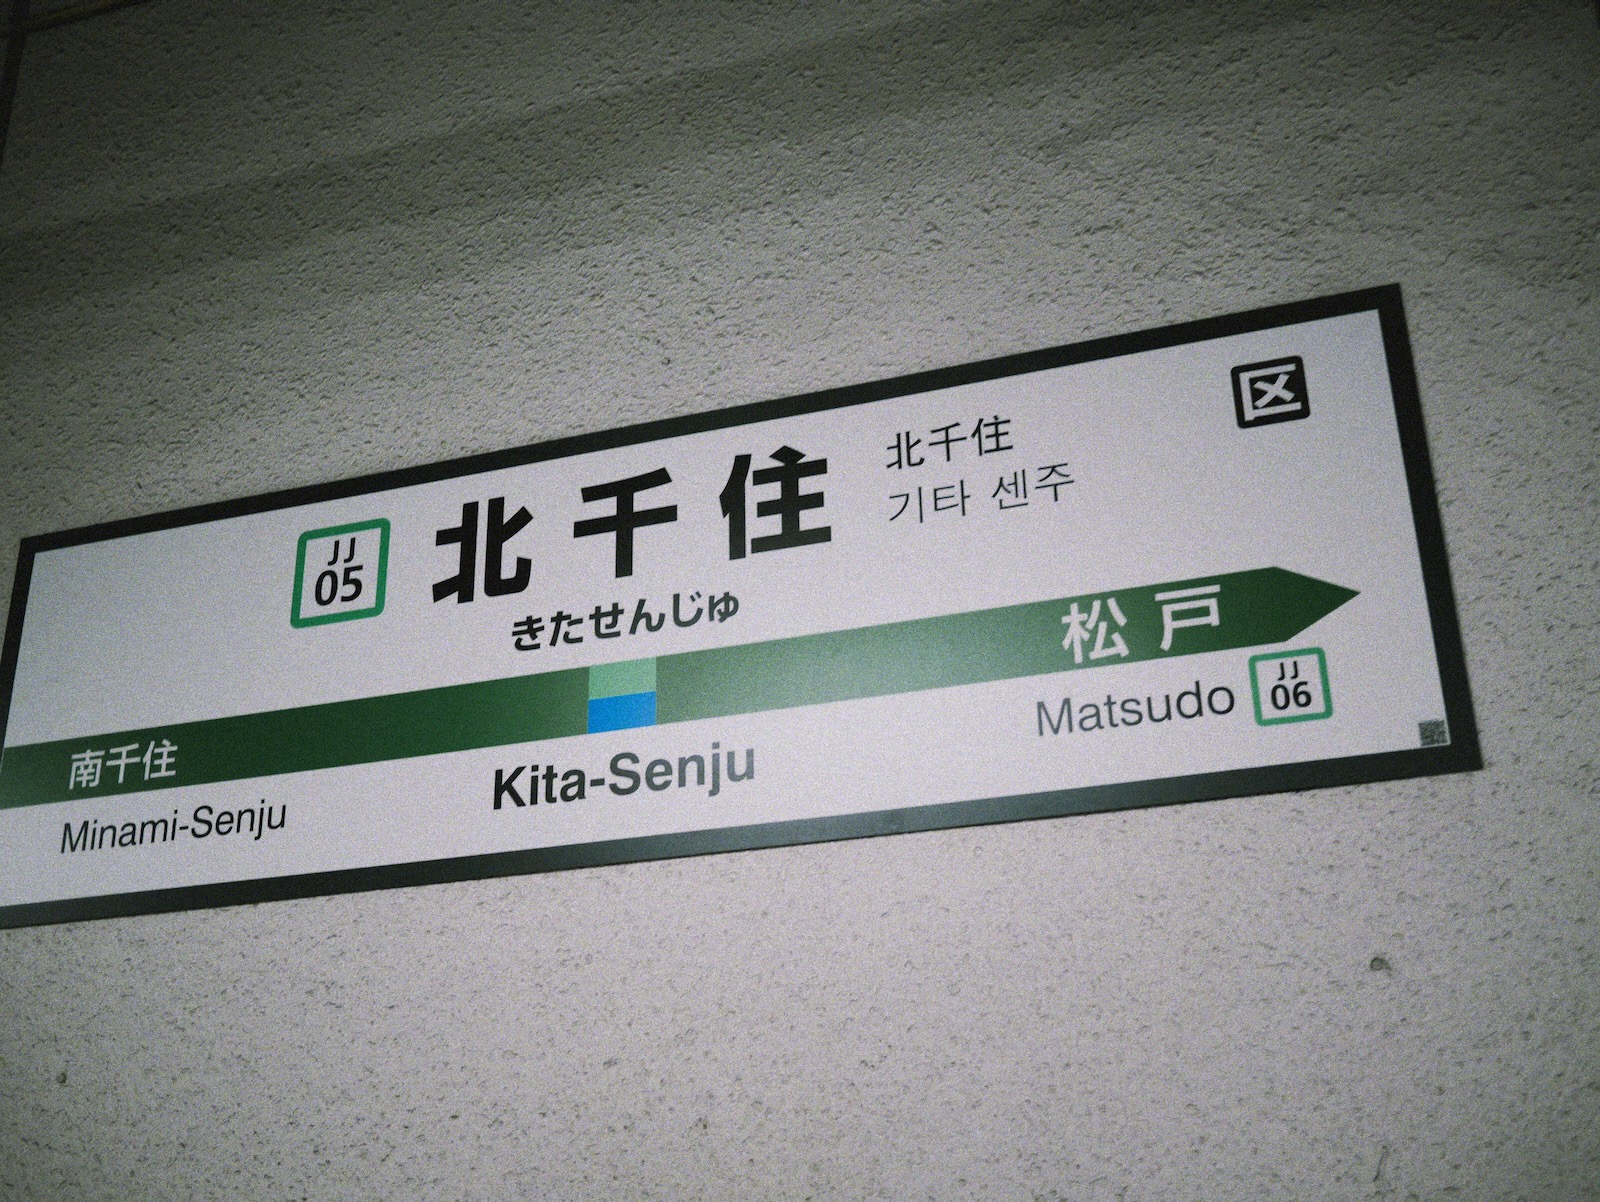 区
JJ
05
北千住
北千住
기타 센주
きたせんじゅ
南千住
松戸
Minami-Senju
Kita-Senju
Matsudo
JJ
06